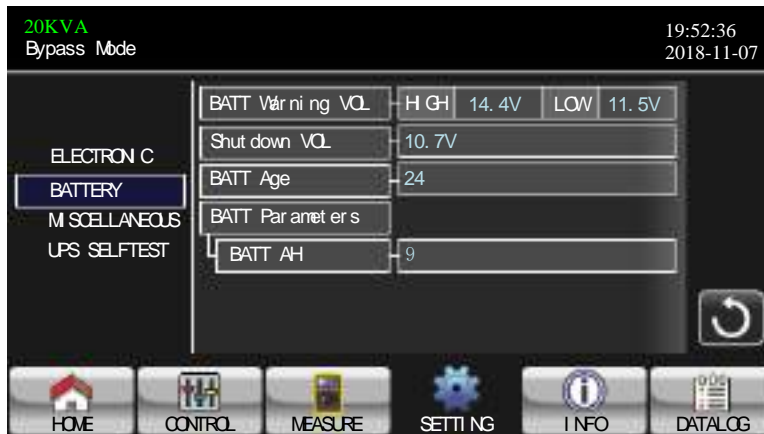 20KVA
Bypass Mode
19:52:36
2018-11-07
ELECTRONIC
BATTERY
MISCELLANEOUS
UPS SELFTEST
BATT Warning VOL HIGH 14.4V LOW 11.5V
Shutdown VOL 10.7V
BATT Age 24
BATT Parameters
BATT AH 9
HOME CONTROL MEASURE SETTING INFO DATALOG